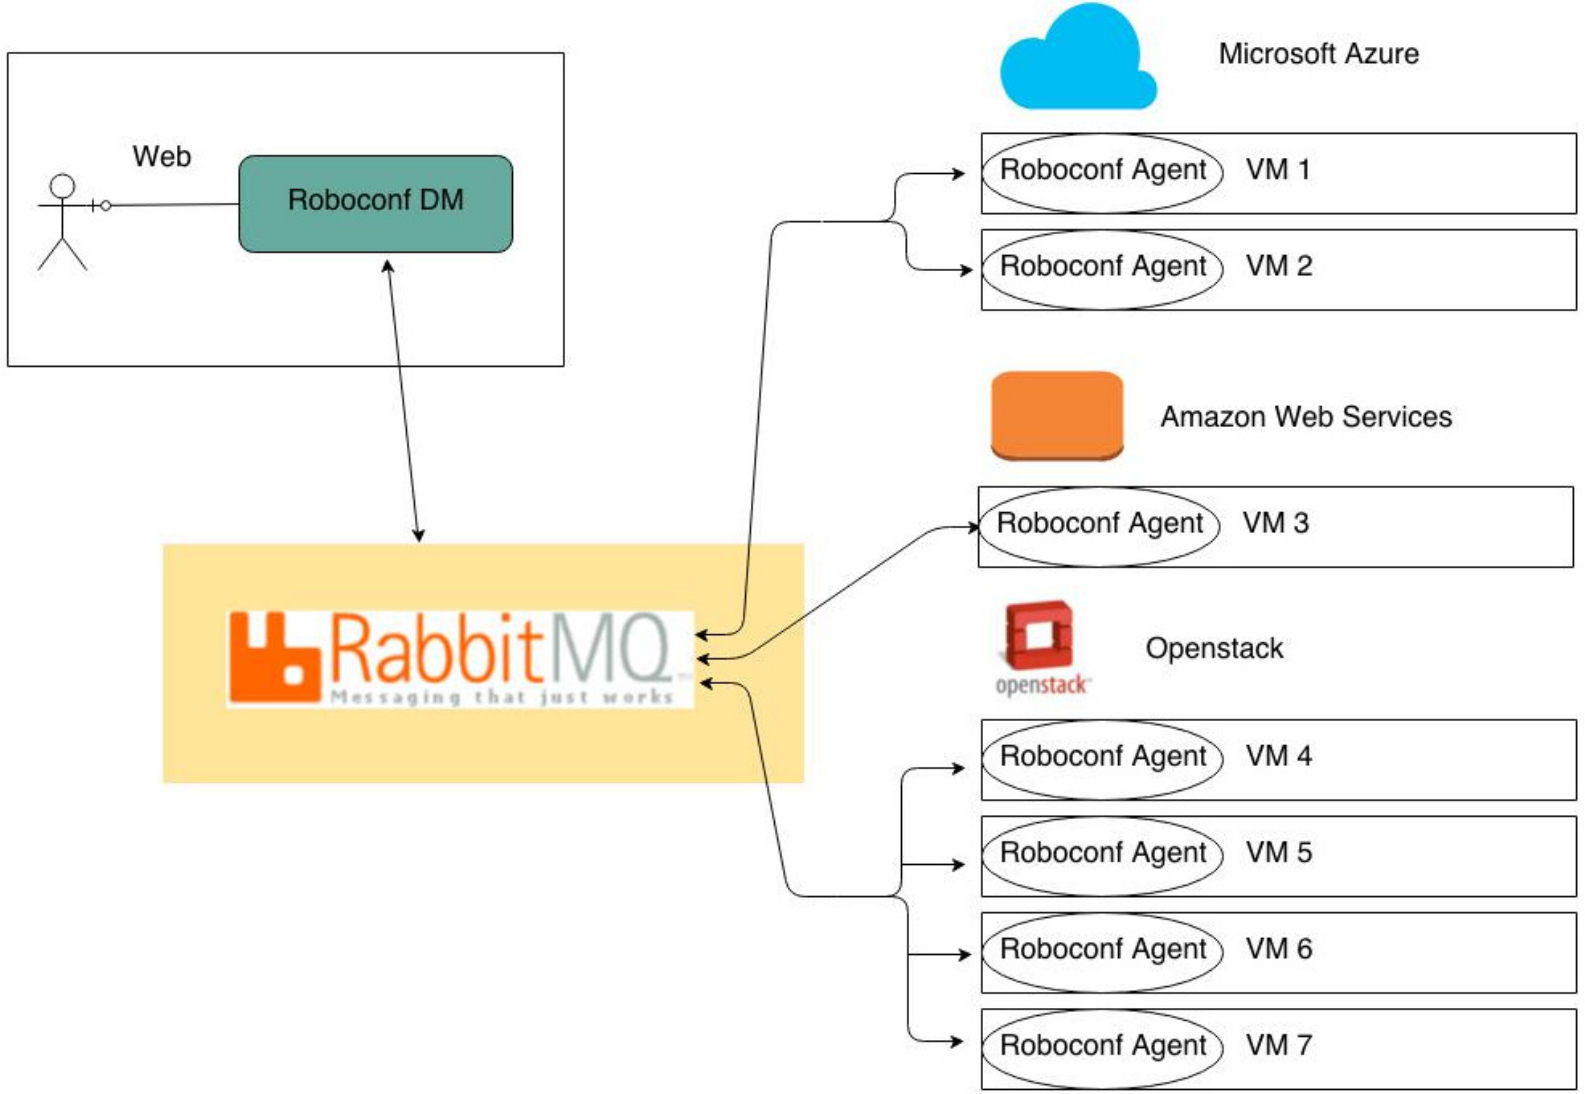 Web
Roboconf DM
RabbitMQ
Messaging that just works
Microsoft Azure
Roboconf Agent VM 1
Roboconf Agent VM 2
Amazon Web Services
Roboconf Agent VM 3
openstack
Openstack
Roboconf Agent VM 4
Roboconf Agent VM 5
Roboconf Agent VM 6
Roboconf Agent VM 7